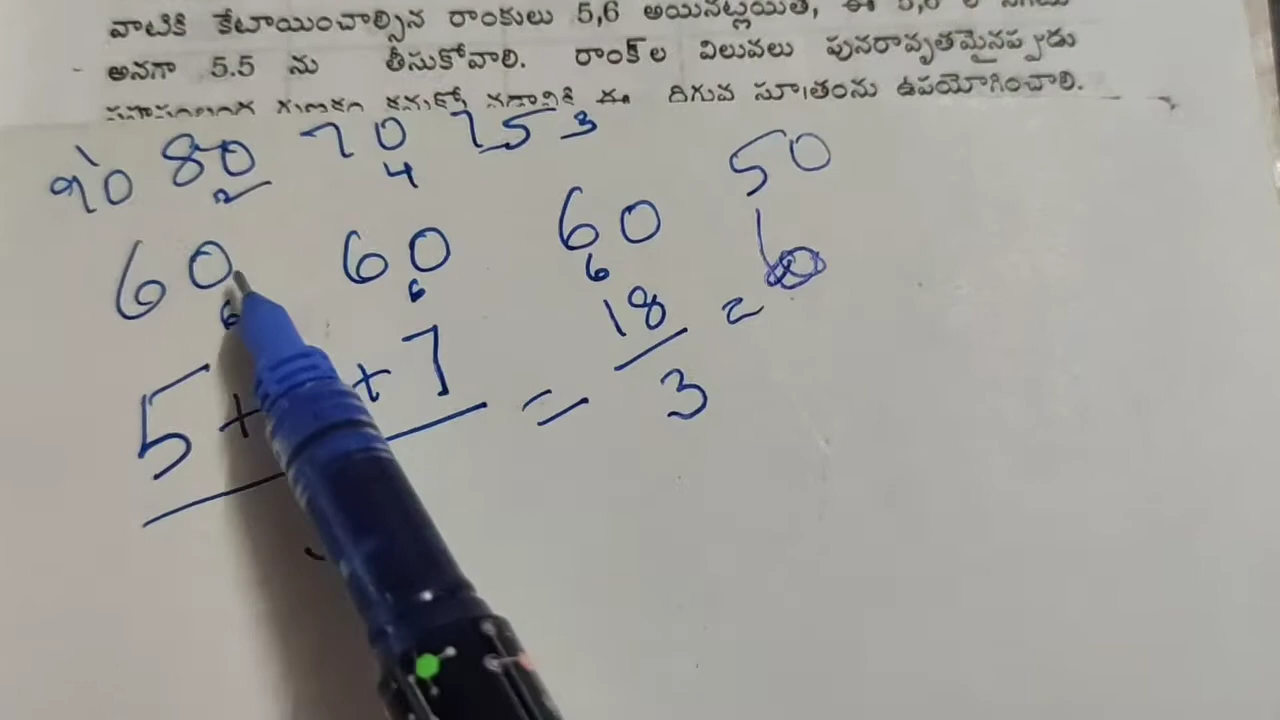 వాటికి కేటాయించాల్సిన రాంకులు 5,6 అయినట్లయితే, ఈ 5,6 ల
అనగా 5.5 ను తీసుకోవాలి. రాంక్‌ల విలువలు పునరావృతమైనప్పుడు
ఈ దిగువ సూత్రంను ఉపయోగించాలి.
90 80 70 75 3
2 4
60 60 60 50
6 6 6
5 + + 7 = 18 =
3